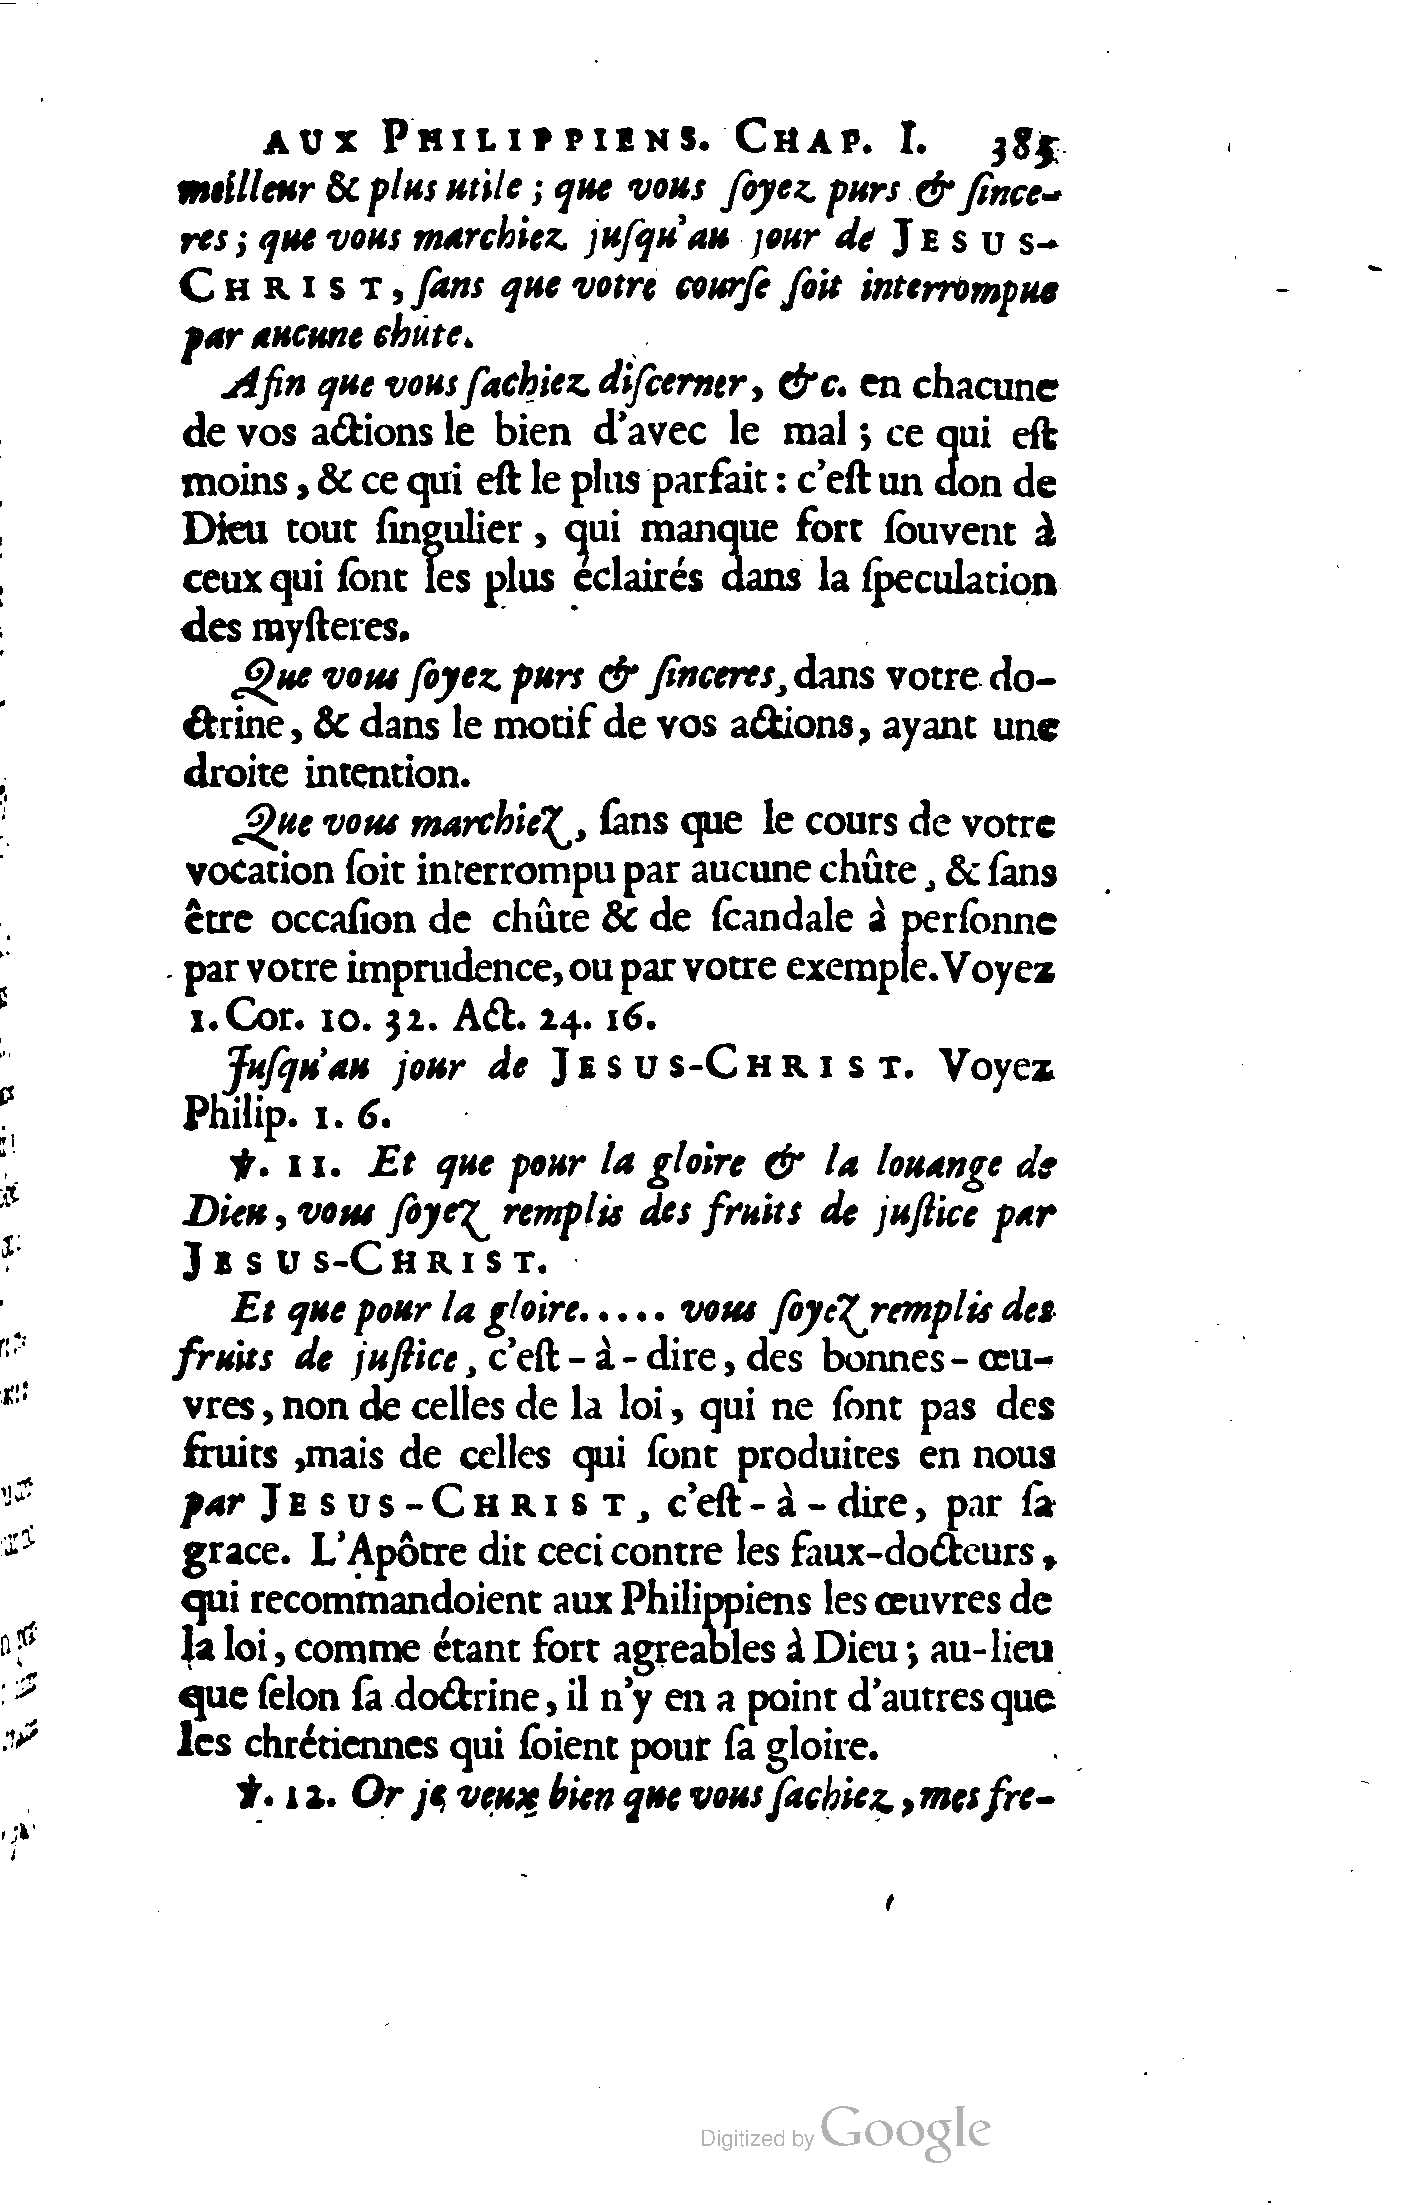 AUX PHILIPPIENS. CHAP. I. 385
meilleur & plus utile ; que vous ſoyez purs & ſince-
res ; que vous marchiez juſqu'au jour de JESUS-
CHRIST, ſans que votre courſe ſoit interrompue
par aucune chûte.
Afin que vous ſachiez diſcerner, &c. en chacune
de vos actions le bien d'avec le mal ; ce qui eſt
moins, & ce qui eſt le plus parfait : c'eſt un don de
Dieu tout ſingulier, qui manque fort ſouvent à
ceux qui ſont les plus éclairés dans la ſpeculation
des myſteres.
Que vous ſoyez purs & ſinceres, dans votre do-
ctrine, & dans le motif de vos actions, ayant une
droite intention.
Que vous marchiez, ſans que le cours de votre
vocation ſoit interrompu par aucune chûte, & ſans
être occaſion de chûte & de ſcandale à perſonne
par votre imprudence, ou par votre exemple. Voyez
1. Cor. 10. 32. Act. 24. 16.
Juſqu'au jour de JESUS-CHRIST. Voyez
Philip. 1. 6.
℣. 11. Et que pour la gloire & la louange de
Dieu, vous ſoyez remplis des fruits de juſtice par
JESUS-CHRIST.
Et que pour la gloire..... vous ſoyez remplis des
fruits de juſtice, c'eſt-à-dire, des bonnes-œu-
vres, non de celles de la loi, qui ne ſont pas des
fruits ,mais de celles qui ſont produites en nous
par JESUS-CHRIST, c'eſt-à-dire, par ſa
grace. L'Apôtre dit ceci contre les faux-docteurs,
qui recommandoient aux Philippiens les œuvres de
la loi, comme étant fort agreables à Dieu ; au-lieu
que ſelon ſa doctrine, il n'y en a point d'autres que
les chrétiennes qui ſoient pour ſa gloire.
℣. 12. Or je veux bien que vous ſachiez, mes fre-
Digitized by Google